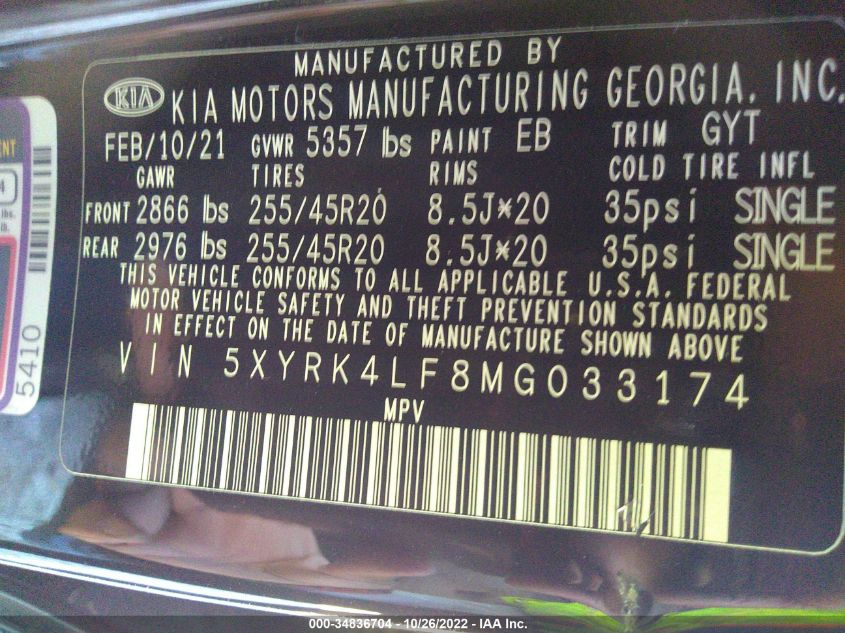 MANUFACTURED BY
KIA KIA MOTORS MANUFACTURING GEORGIA, INC.
FEB/10/21 GVWR 5357 lbs PAINT EB TRIM GYT
GAWR TIRES RIMS COLD TIRE INFL
FRONT 2866 lbs 255/45R20 8.5J*20 35psi SINGLE
REAR 2976 lbs 255/45R20 8.5J*20 35psi SINGLE
THIS VEHICLE CONFORMS TO ALL APPLICABLE U.S.A. FEDERAL
MOTOR VEHICLE SAFETY AND THEFT PREVENTION STANDARDS
IN EFFECT ON THE DATE OF MANUFACTURE SHOWN ABOVE
VIN 5XYRK4LF8MG033174
MPV
5410
000-34836704 - 10/26/2022 - IAA Inc.